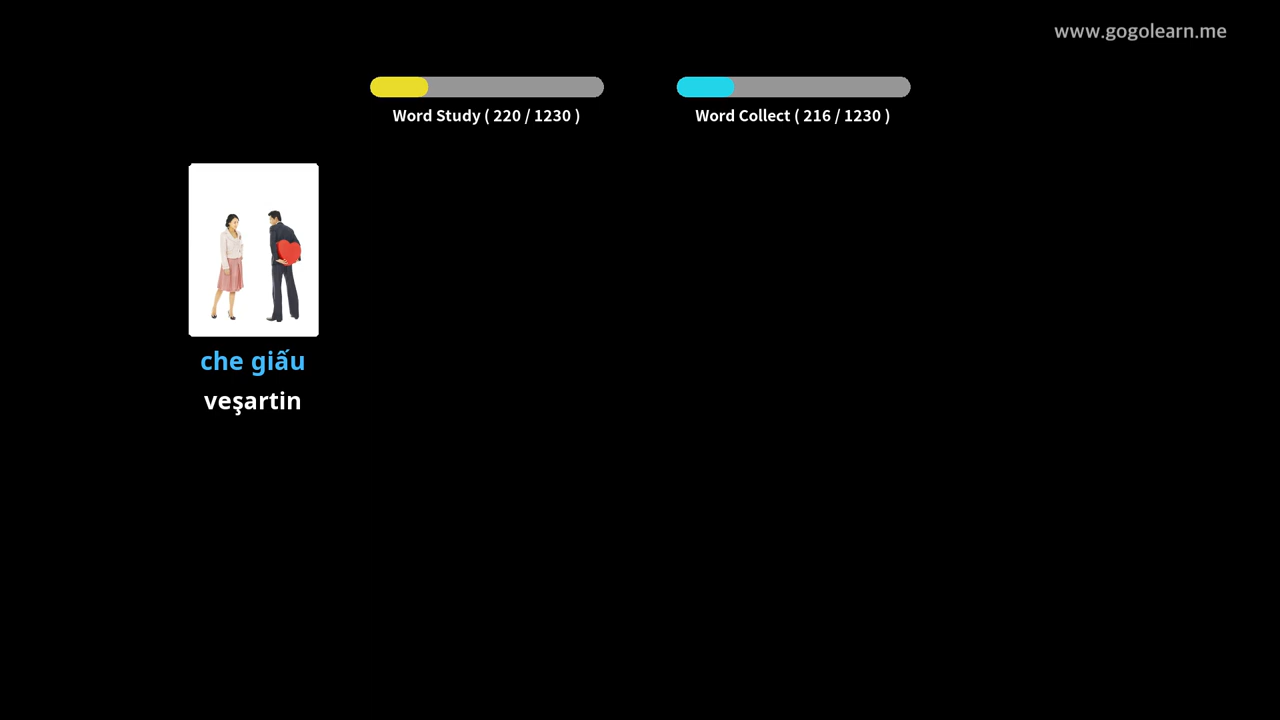 www.gogolearn.me
Word Study ( 220 / 1230 )
Word Collect ( 216 / 1230 )
che giấu
veşartin